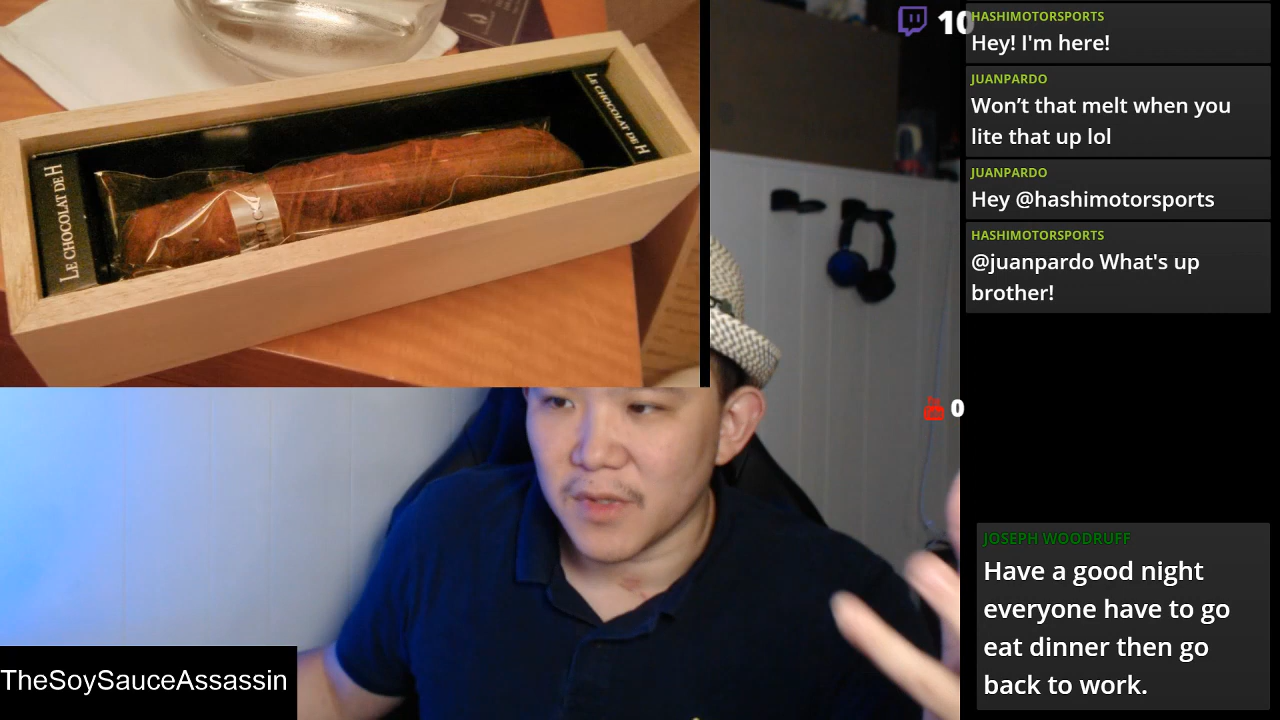 LE CHOCOLAT DE H
LE CHOCOLAT DE H
10
HASHIMOTORSPORTS
Hey! I'm here!
JUANPARDO
Won’t that melt when you
lite that up lol
JUANPARDO
Hey @hashimotorsports
HASHIMOTORSPORTS
@juanpardo What's up
brother!
0
JOSEPH WOODRUFF
Have a good night
everyone have to go
eat dinner then go
back to work.
TheSoySauceAssassin